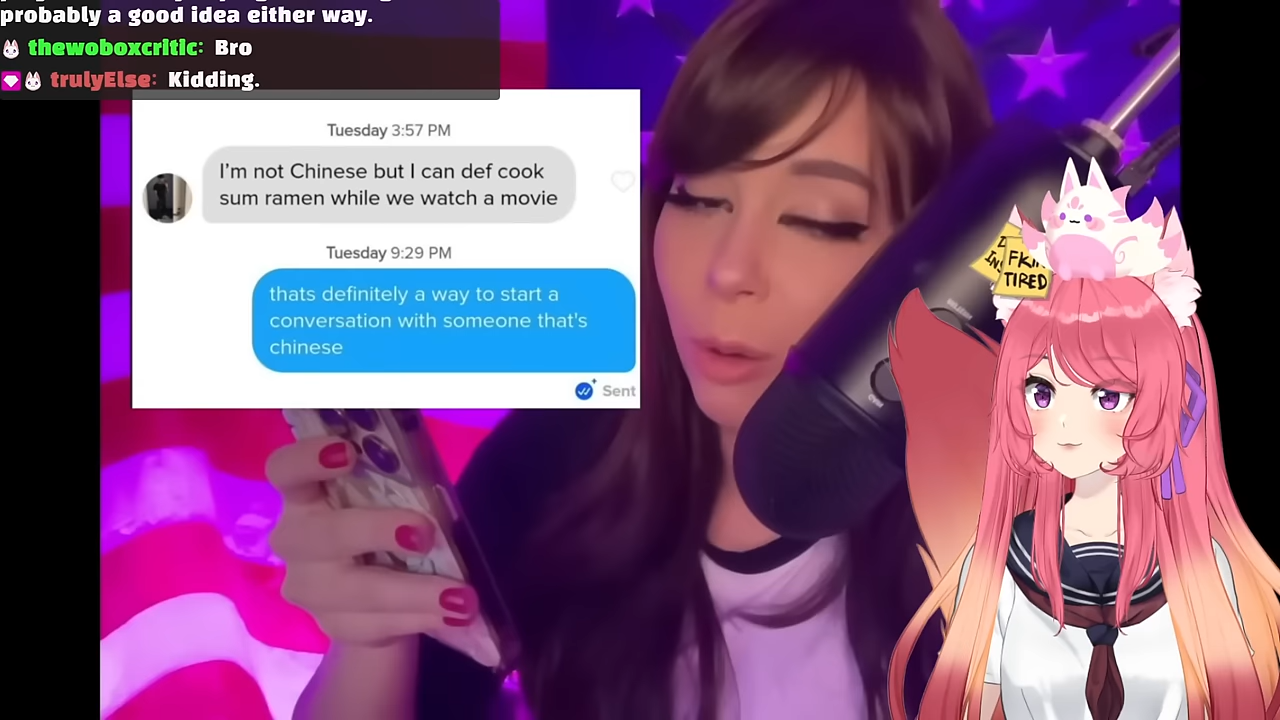 probably a good idea either way.
thewoboxcritic: Bro
trulyElse: Kidding.
Tuesday 3:57 PM
I'm not Chinese but I can def cook
sum ramen while we watch a movie
Tuesday 9:29 PM
thats definitely a way to start a
conversation with someone that's
chinese
Sent
TIRED